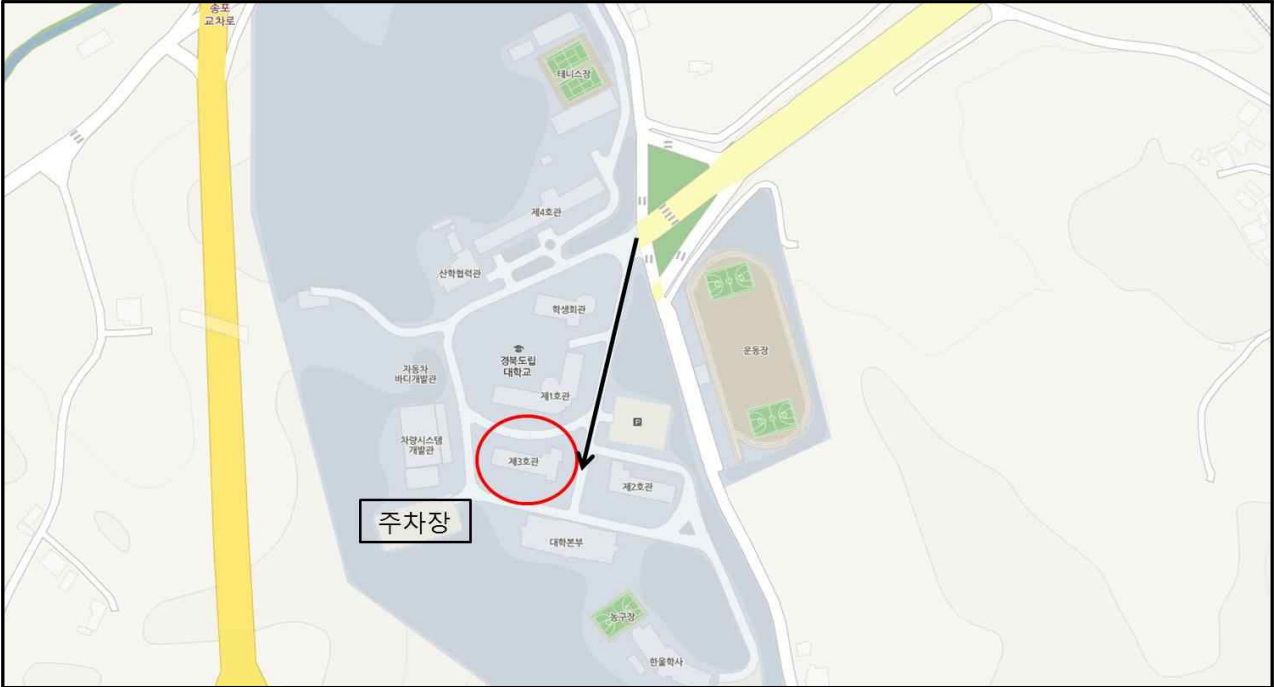 송포
교차로
테니스장
제4호관
산학협력관
학생회관
경북도립
대학교
자동차
바디개발관
제1호관
운동장
P
차량시스템
개발관
제3호관
제2호관
주차장
대학본부
농구장
한울학사